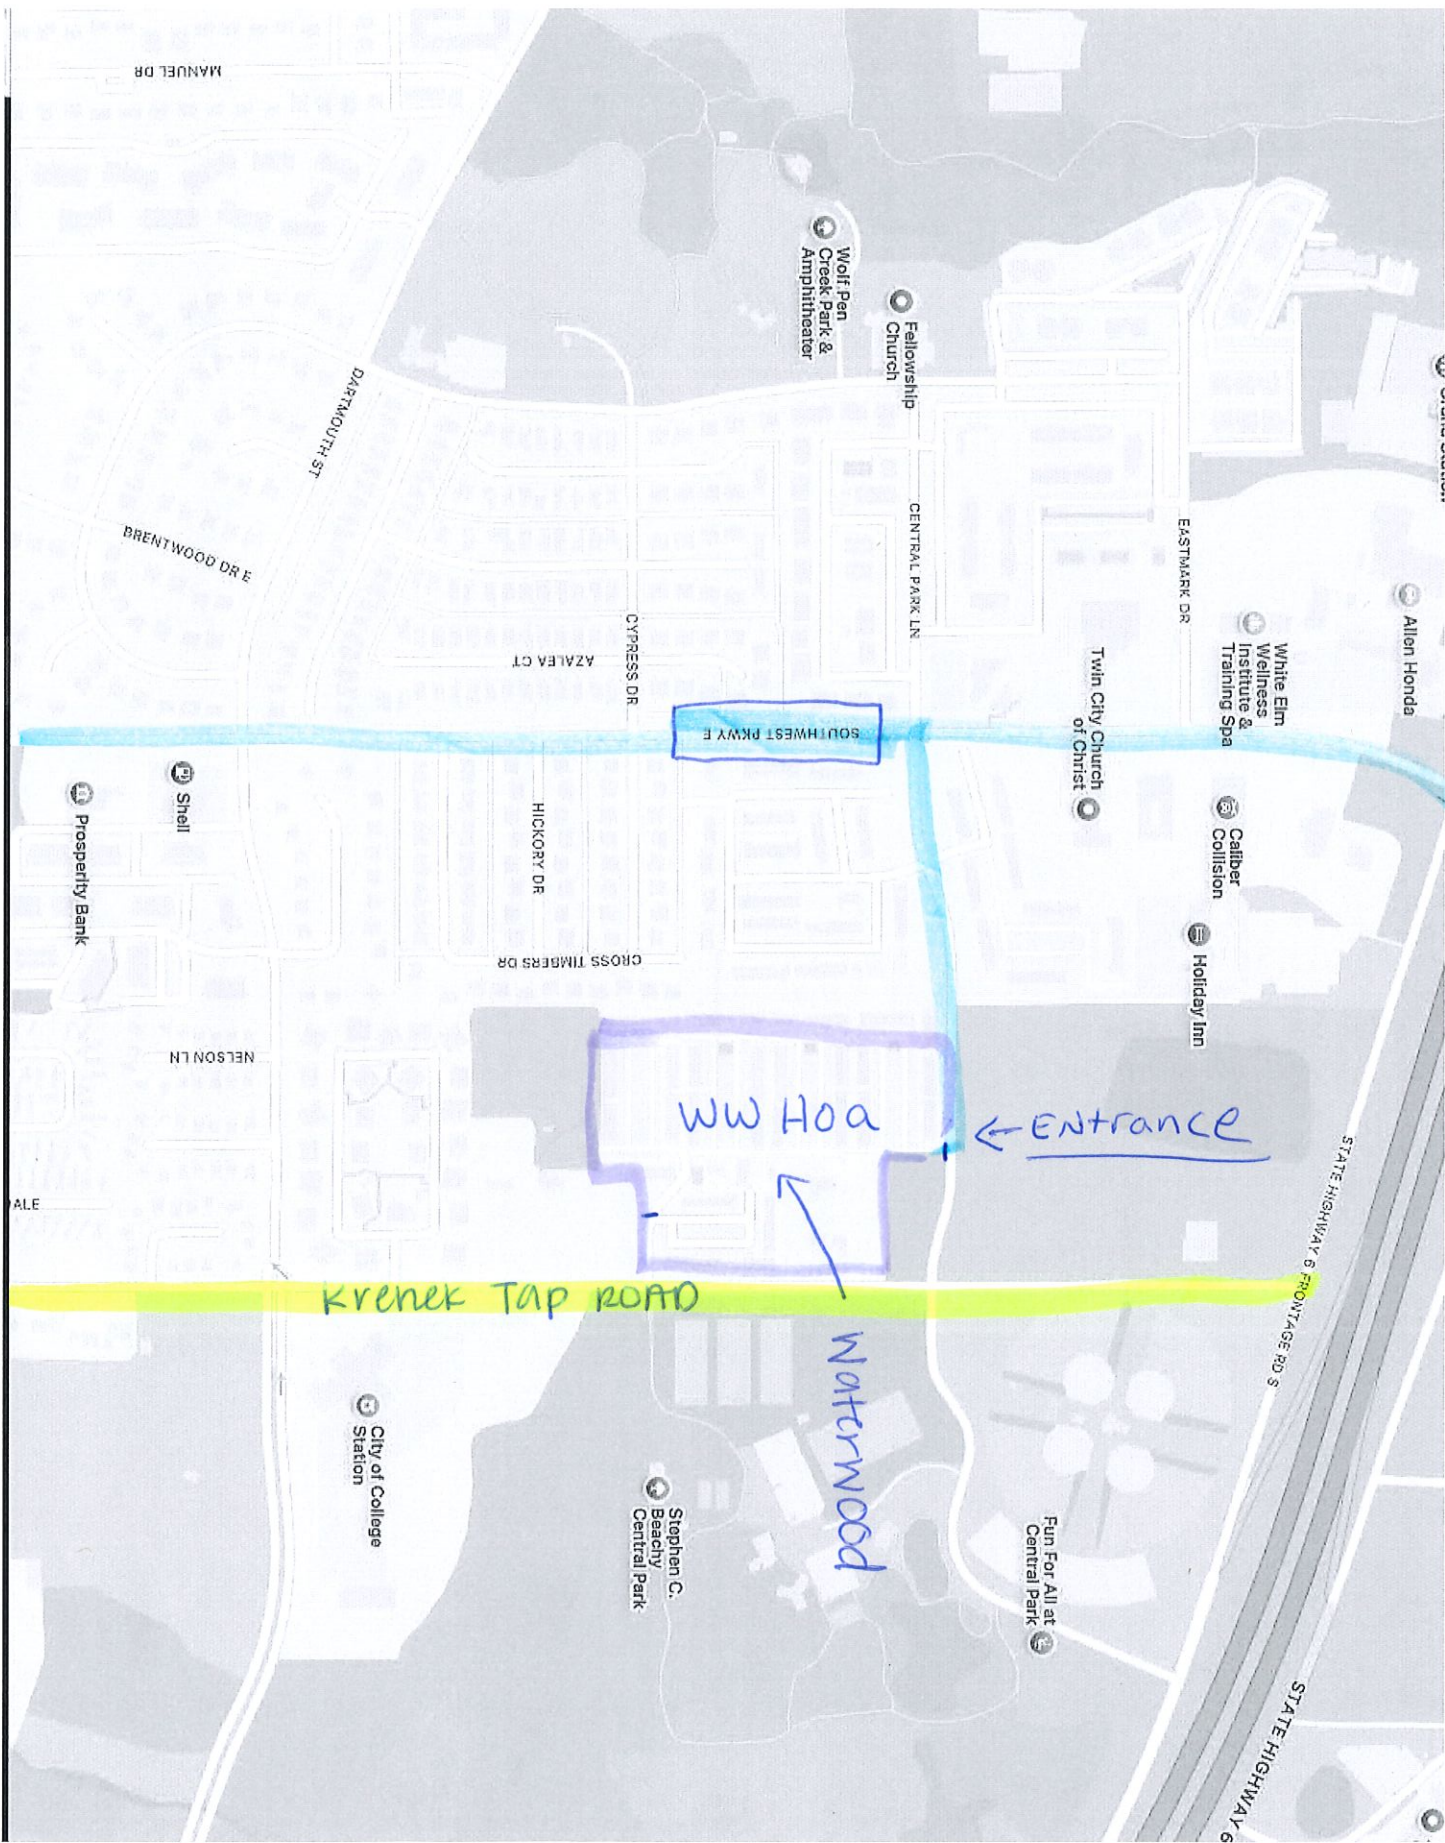 MANUEL DR
Wolf Pen
Creek Park &
Amphitheater
Fellowship
Church
DARTMOUTH ST
BRENTWOOD DR E
CENTRAL PARK LN
EASTMARK DR
Allen Honda
White Elm
Wellness
Institute &
Training Spa
CYPRESS DR
AZALEA CT
Twin City Church
of Christ
SOUTHWEST PKWY E
Shell
Prosperity Bank
HICKORY DR
Caliber
Collision
Holiday Inn
CROSS TIMBERS DR
NELSON LN
WW HOa
← ENtrance
STATE HIGHWAY 6 FRONTAGE RD S
ALE
Krenek Tap ROAD
Waterwood
City of College
Station
Stephen C.
Beachy
Central Park
Fun For All at
Central Park
STATE HIGHWAY 6